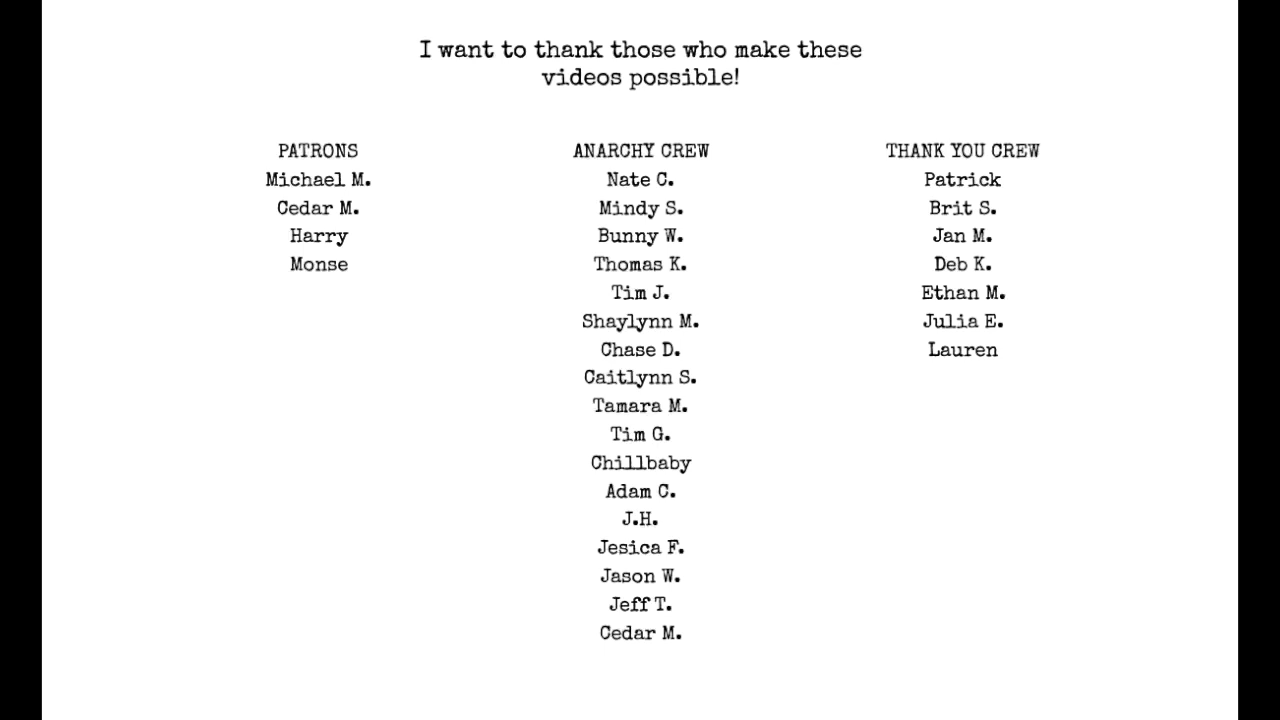 I want to thank those who make these
videos possible!
PATRONS
Michael M.
Cedar M.
Harry
Monse
ANARCHY CREW
Nate C.
Mindy S.
Bunny W.
Thomas K.
Tim J.
Shaylynn M.
Chase D.
Caitlynn S.
Tamara M.
Tim G.
Chillbaby
Adam C.
J.H.
Jesica F.
Jason W.
Jeff T.
Cedar M.
THANK YOU CREW
Patrick
Brit S.
Jan M.
Deb K.
Ethan M.
Julia E.
Lauren